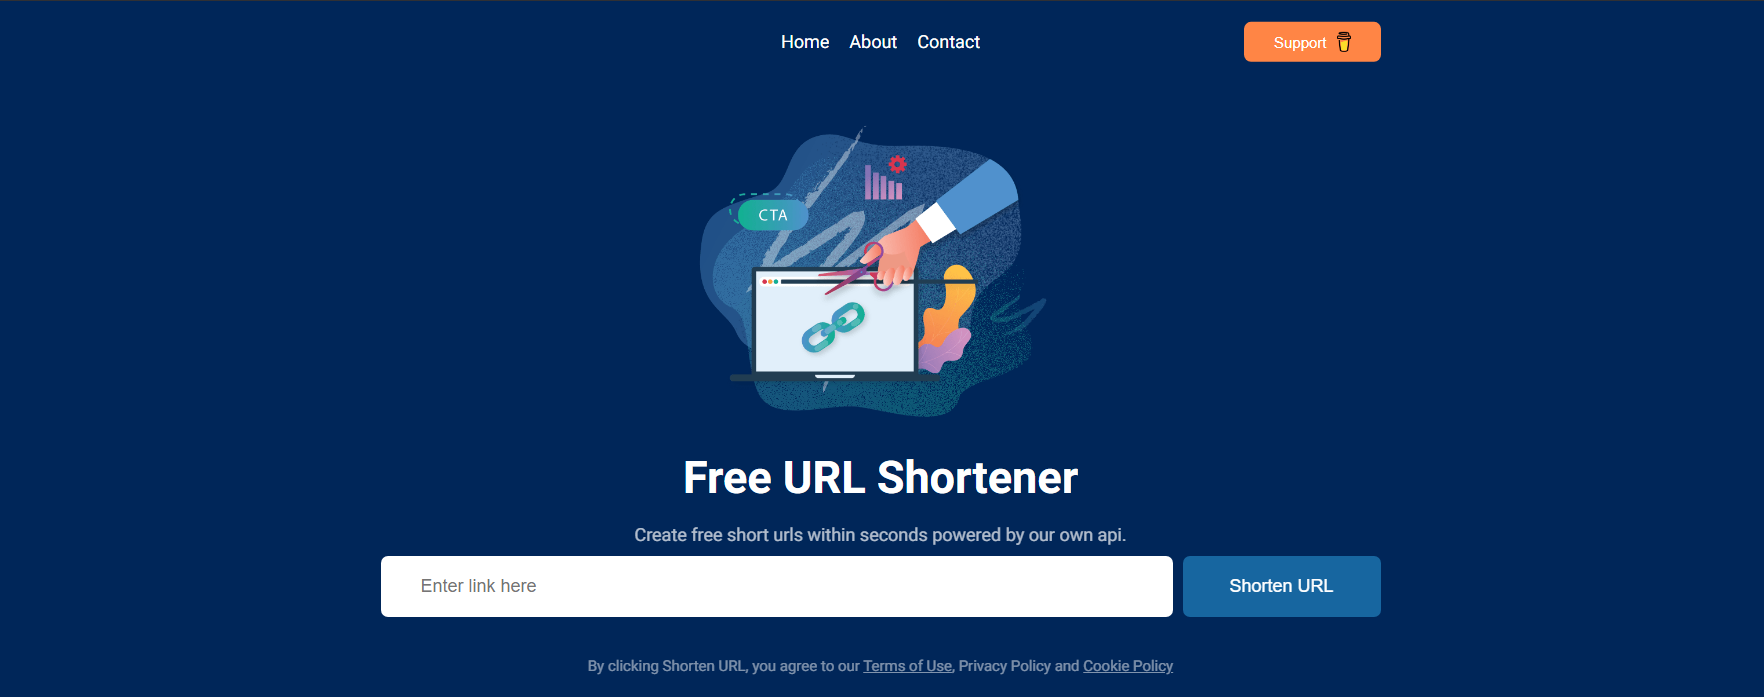 Home About Contact
Support
CTA
Free URL Shortener
Create free short urls within seconds powered by our own api.
Enter link here
Shorten URL
By clicking Shorten URL, you agree to our Terms of Use, Privacy Policy and Cookie Policy